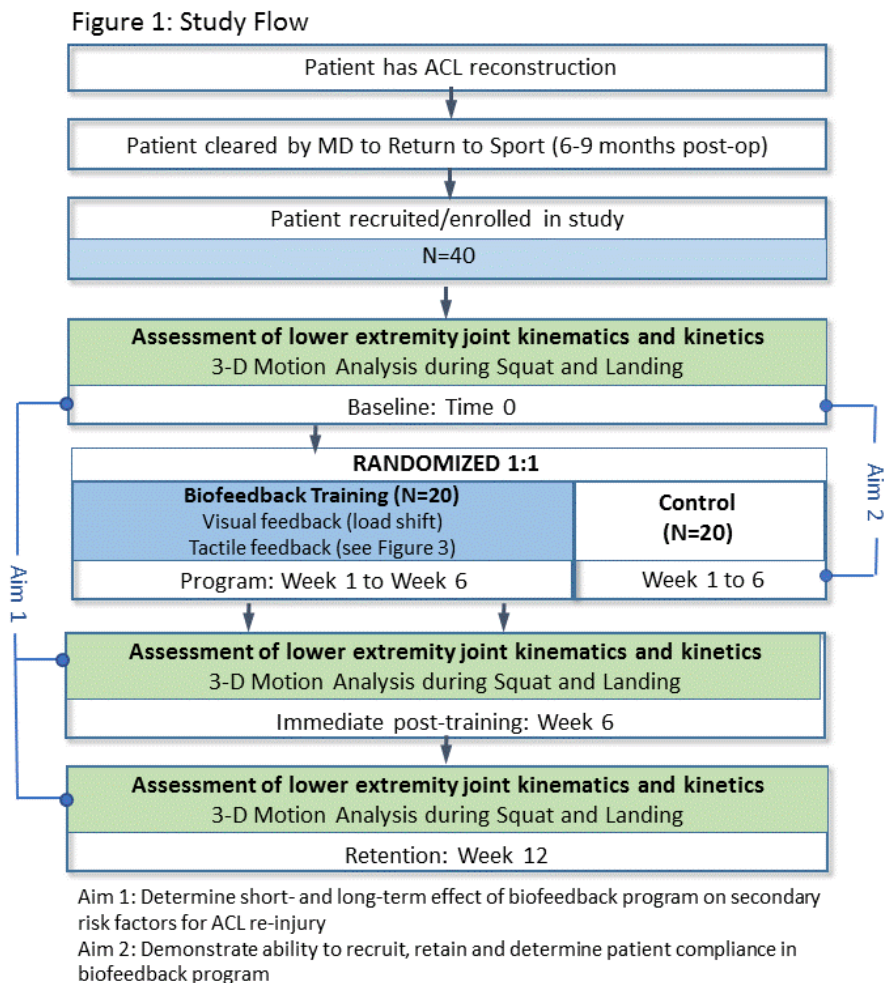 Figure 1: Study Flow
Patient has ACL reconstruction
Patient cleared by MD to Return to Sport (6-9 months post-op)
Patient recruited/enrolled in study
N=40
Assessment of lower extremity joint kinematics and kinetics
3-D Motion Analysis during Squat and Landing
Baseline: Time 0
RANDOMIZED 1:1
Biofeedback Training (N=20)
Visual feedback (load shift)
Tactile feedback (see Figure 3)
Program: Week 1 to Week 6
Control
(N=20)
Week 1 to 6
Aim 2
Aim 1
Assessment of lower extremity joint kinematics and kinetics
3-D Motion Analysis during Squat and Landing
Immediate post-training: Week 6
Assessment of lower extremity joint kinematics and kinetics
3-D Motion Analysis during Squat and Landing
Retention: Week 12
Aim 1: Determine short- and long-term effect of biofeedback program on secondary
risk factors for ACL re-injury
Aim 2: Demonstrate ability to recruit, retain and determine patient compliance in
biofeedback program